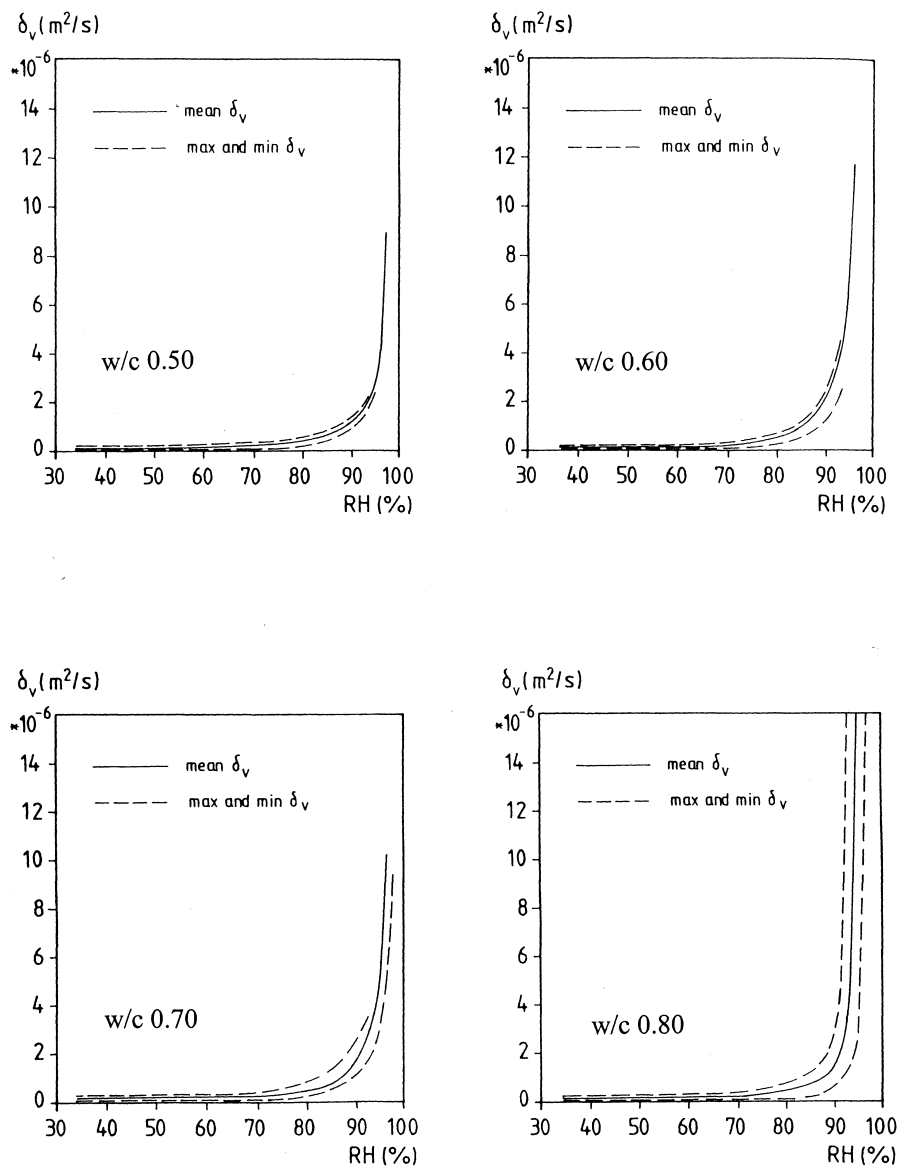 δᵥ(m²/s)
*10⁻⁶
14
12
10
8
6
4
2
0
mean δᵥ
max and min δᵥ
w/c 0.50
30 40 50 60 70 80 90 100
RH (%)
δᵥ(m²/s)
*10⁻⁶
14
12
10
8
6
4
2
0
mean δᵥ
max and min δᵥ
w/c 0.60
30 40 50 60 70 80 90 100
RH (%)
δᵥ(m²/s)
*10⁻⁶
14
12
10
8
6
4
2
0
mean δᵥ
max and min δᵥ
w/c 0.70
30 40 50 60 70 80 90 100
RH (%)
δᵥ(m²/s)
*10⁻⁶
14
12
10
8
6
4
2
0
mean δᵥ
max and min δᵥ
w/c 0.80
30 40 50 60 70 80 90 100
RH (%)